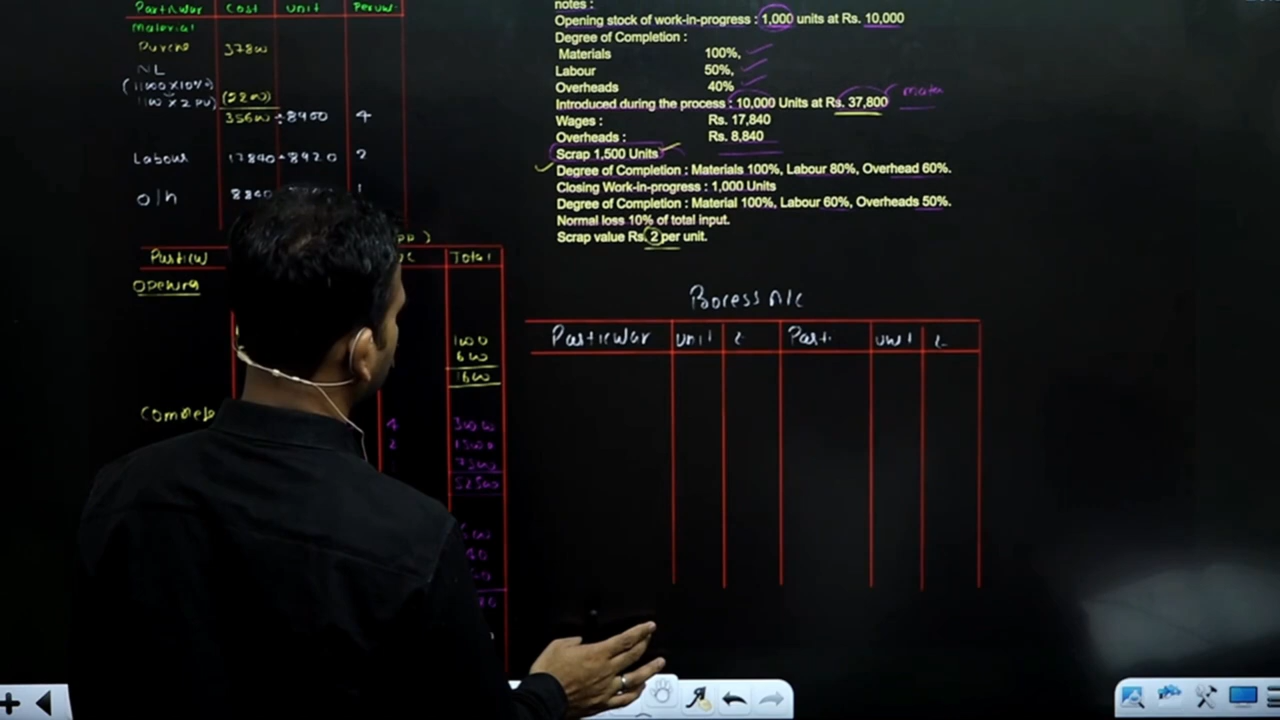 Particular Cost Unit Per unit
Material
Purcha 37800
NL
(11000x10%)
1100 x 2 PU) (2200)
35600 ÷ 8900 4
Labour 17840 ÷ 8920 2
O/h 8840 1
notes :
Opening stock of work-in-progress : 1,000 units at Rs. 10,000
Degree of Completion :
Materials 100%,
Labour 50%,
Overheads 40%
Introduced during the process : 10,000 Units at Rs. 37,800
Wages : Rs. 17,840
Overheads : Rs. 8,840
Scrap 1,500 Units
Degree of Completion : Materials 100%, Labour 80%, Overhead 60%.
Closing Work-in-progress : 1,000 Units
Degree of Completion : Material 100%, Labour 60%, Overheads 50%.
Normal loss 10% of total input.
Scrap value Rs. 2 per unit.
Particu Total
Opening
1000
600
1600
Comple
4
2
52500
Process A/c
Particular unit ₹ Part. unit ₹